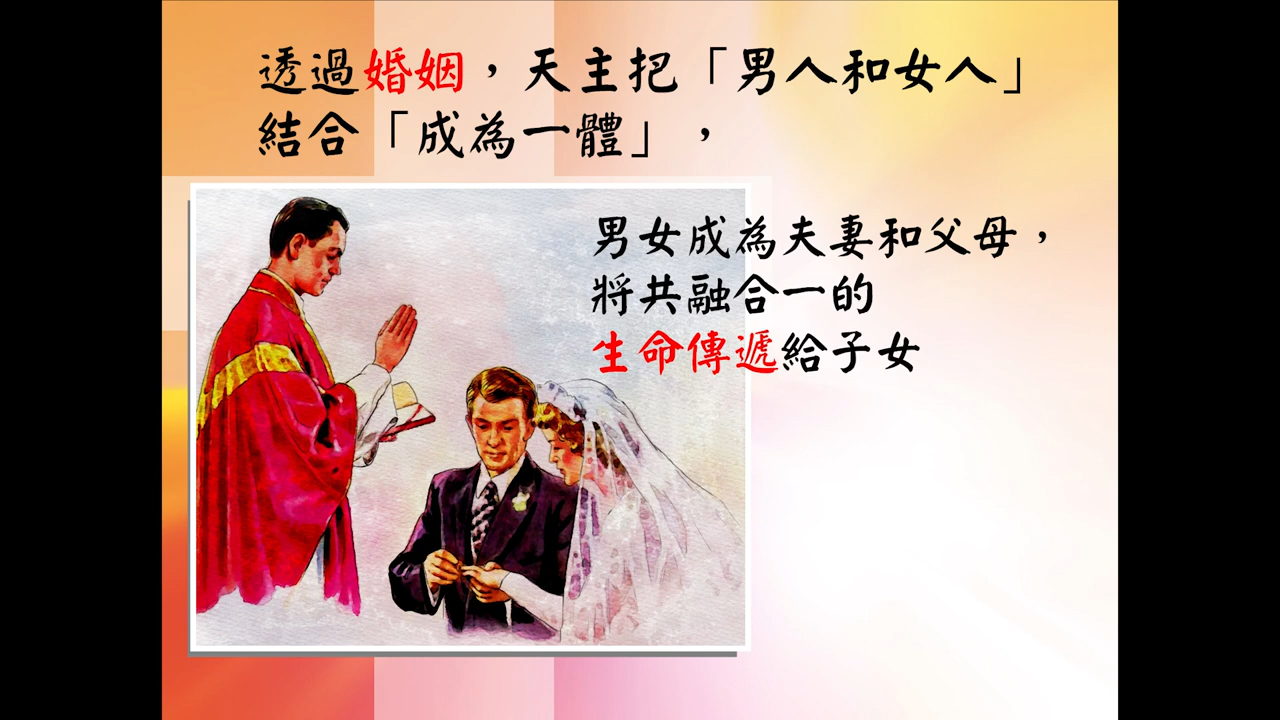 透過婚姻，天主把「男人和女人」
結合「成為一體」，
男女成為夫妻和父母，
將共融合一的
生命傳遞給子女